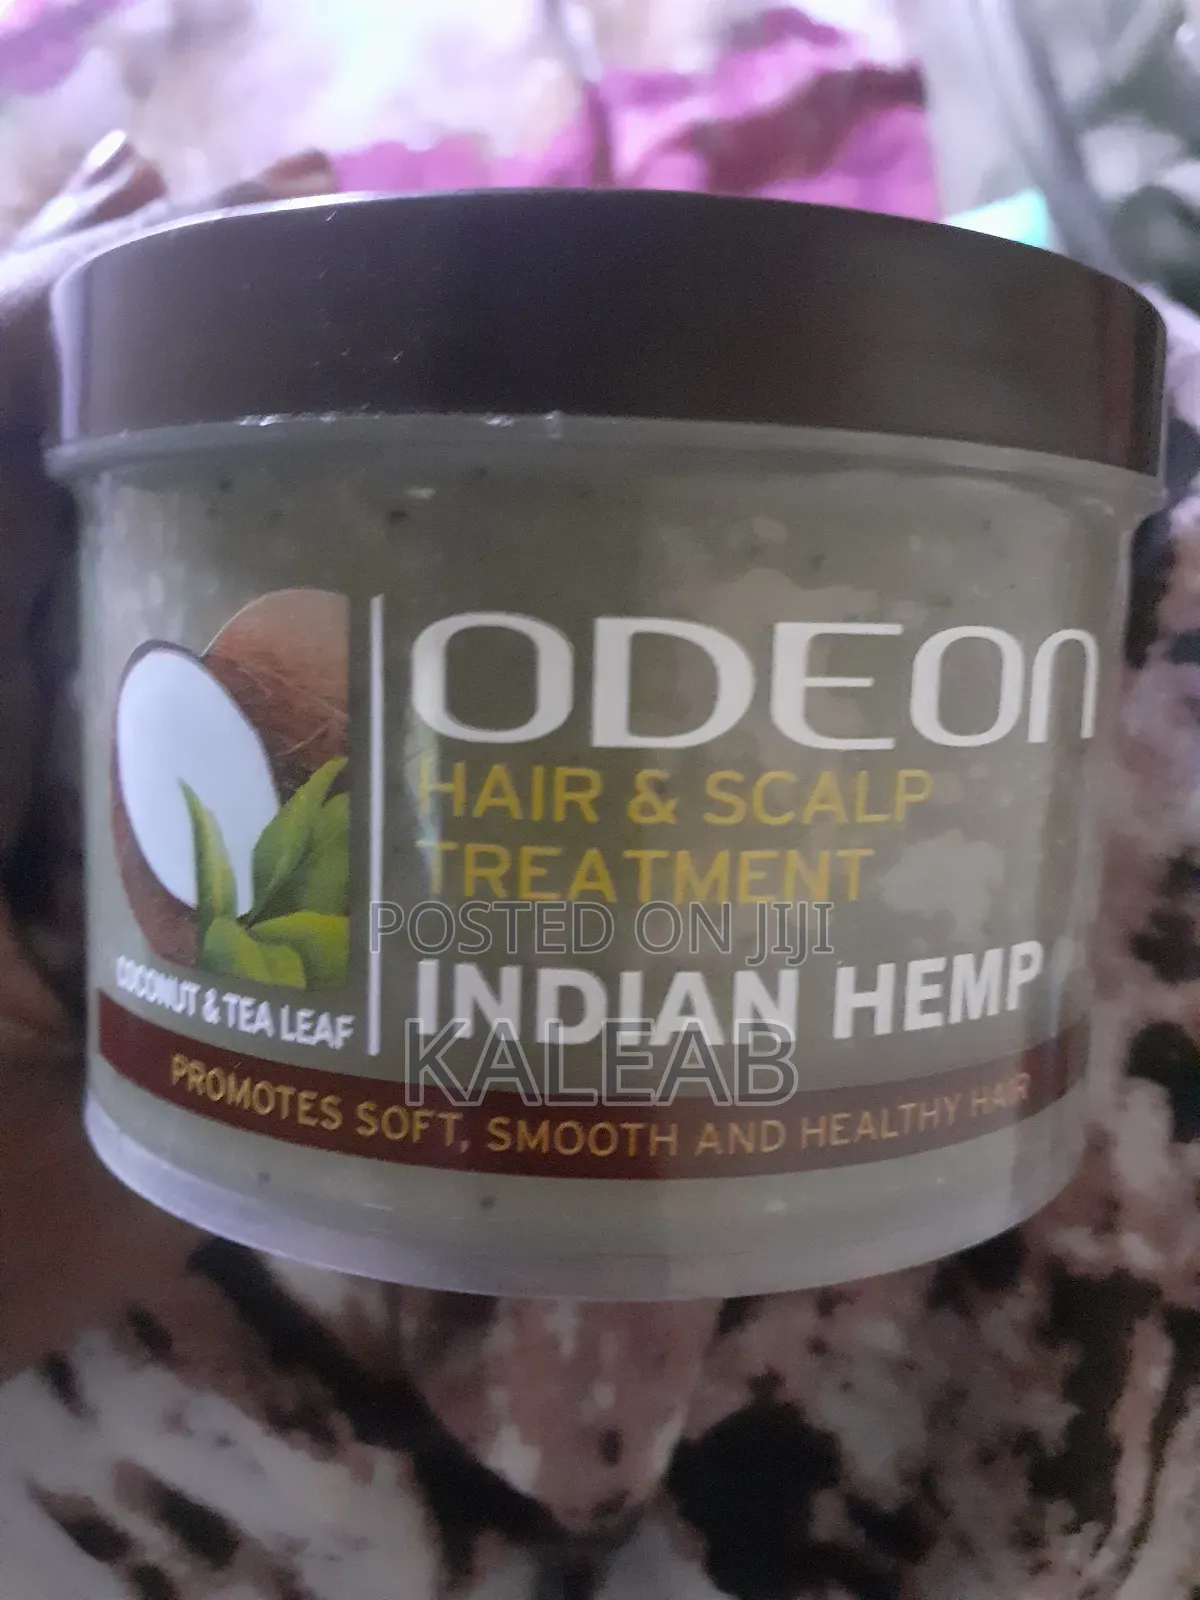 ODEON
HAIR & SCALP
TREATMENT
POSTED ON JIJI
INDIAN HEMP
KALEAB
COCONUT & TEA LEAF
PROMOTES SOFT, SMOOTH AND HEALTHY HAIR